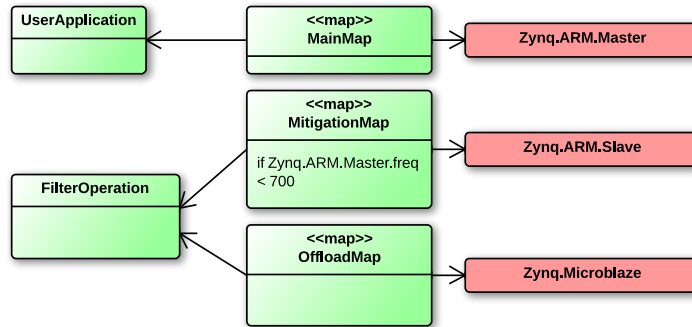 UserApplication
<<map>>
MainMap
Zynq.ARM.Master
<<map>>
MitigationMap
if Zynq.ARM.Master.freq
< 700
Zynq.ARM.Slave
FilterOperation
<<map>>
OffloadMap
Zynq.Microblaze